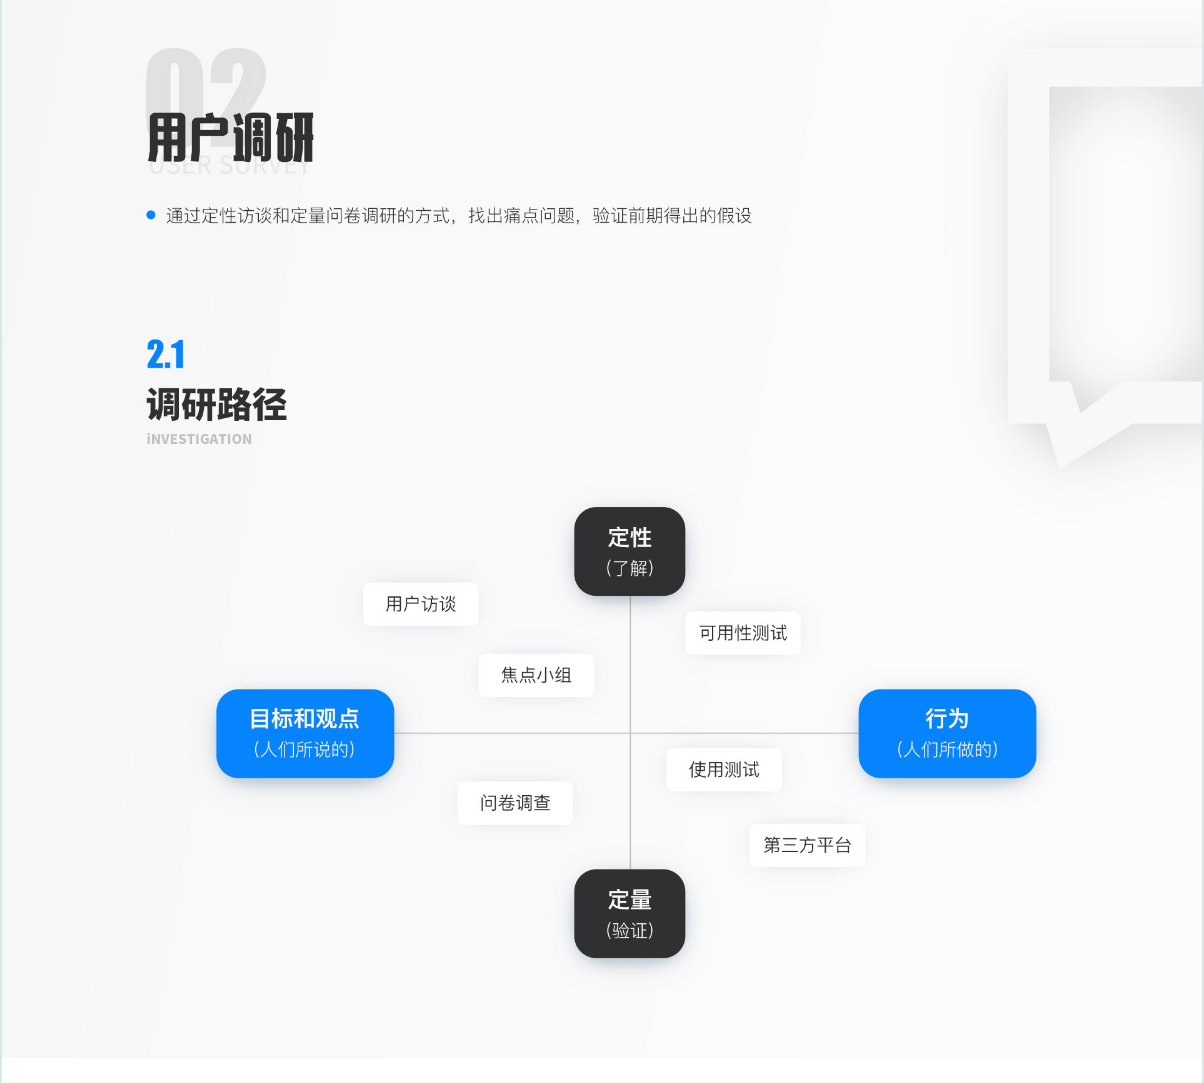 02
用户调研
USER SURVEY
通过定性访谈和定量问卷调研的方式，找出痛点问题，验证前期得出的假设
2.1
调研路径
iNVESTIGATION
定性
（了解）
用户访谈
可用性测试
焦点小组
目标和观点
（人们所说的）
行为
（人们所做的）
使用测试
问卷调查
第三方平台
定量
（验证）